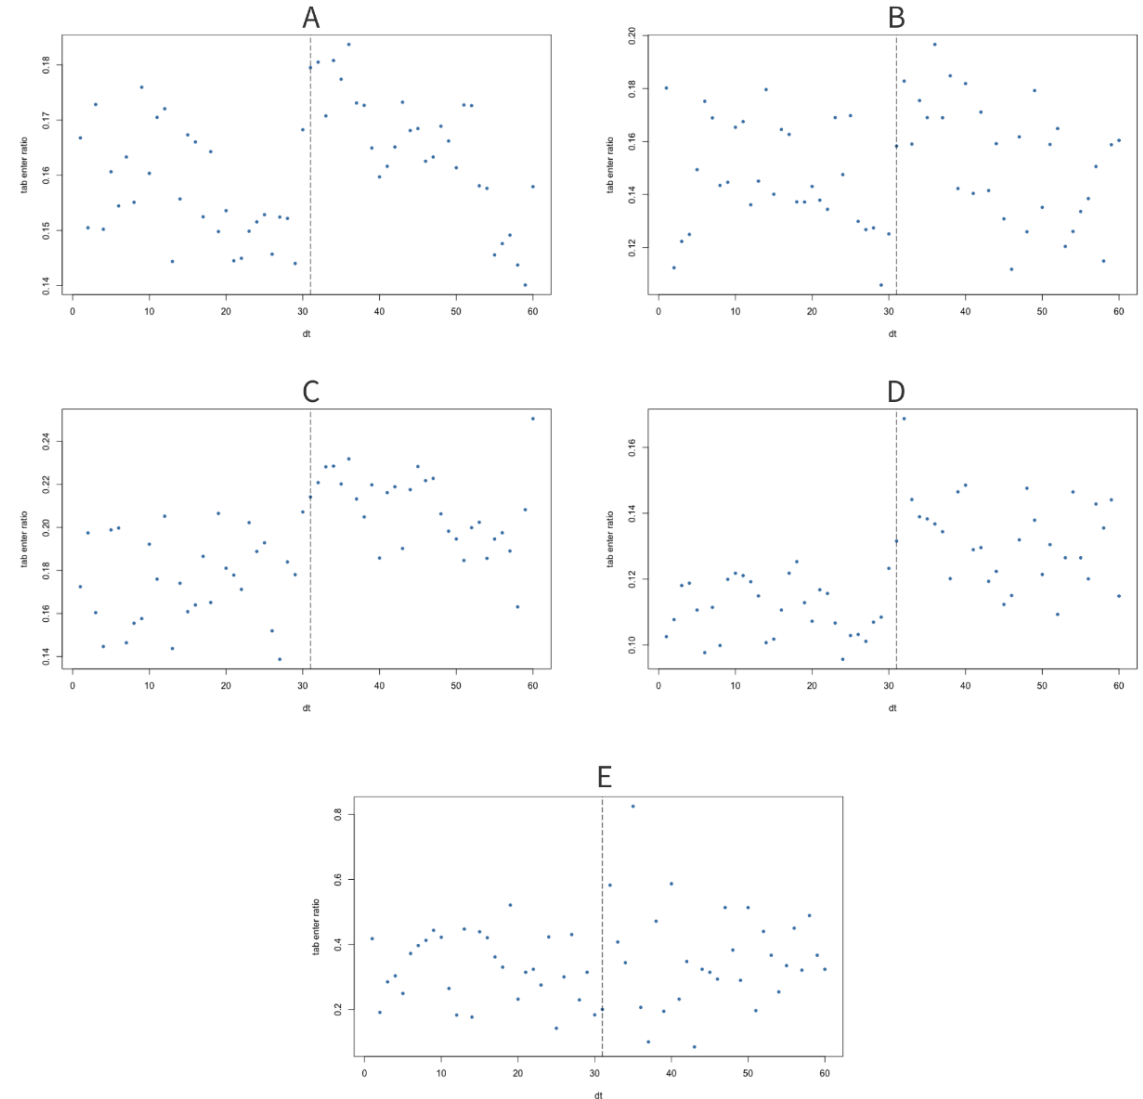 A
tab enter ratio
0.14 0.15 0.16 0.17 0.18
0 10 20 30 40 50 60
dt
B
tab enter ratio
0.12 0.14 0.16 0.18 0.20
0 10 20 30 40 50 60
dt
C
tab enter ratio
0.14 0.16 0.18 0.20 0.22 0.24
0 10 20 30 40 50 60
dt
D
tab enter ratio
0.10 0.12 0.14 0.16
0 10 20 30 40 50 60
dt
E
tab enter ratio
0.2 0.4 0.6 0.8
0 10 20 30 40 50 60
dt